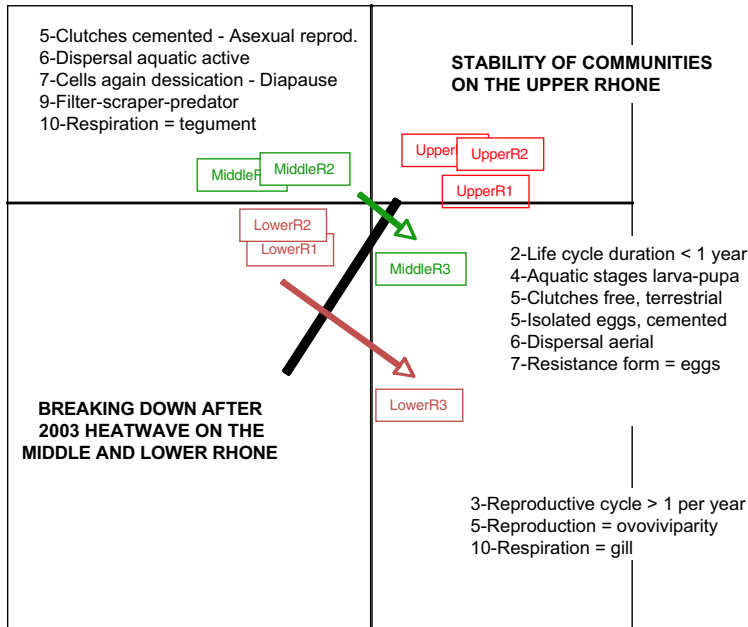 5-Clutches cemented - Asexual reprod.
6-Dispersal aquatic active
7-Cells again dessication - Diapause
9-Filter-scraper-predator
10-Respiration = tegument
STABILITY OF COMMUNITIES
ON THE UPPER RHONE
Upper
UpperR2
UpperR1
MiddleR
MiddleR2
LowerR2
LowerR1
MiddleR3
2-Life cycle duration < 1 year
4-Aquatic stages larva-pupa
5-Clutches free, terrestrial
5-Isolated eggs, cemented
6-Dispersal aerial
7-Resistance form = eggs
LowerR3
BREAKING DOWN AFTER
2003 HEATWAVE ON THE
MIDDLE AND LOWER RHONE
3-Reproductive cycle > 1 per year
5-Reproduction = ovoviviparity
10-Respiration = gill